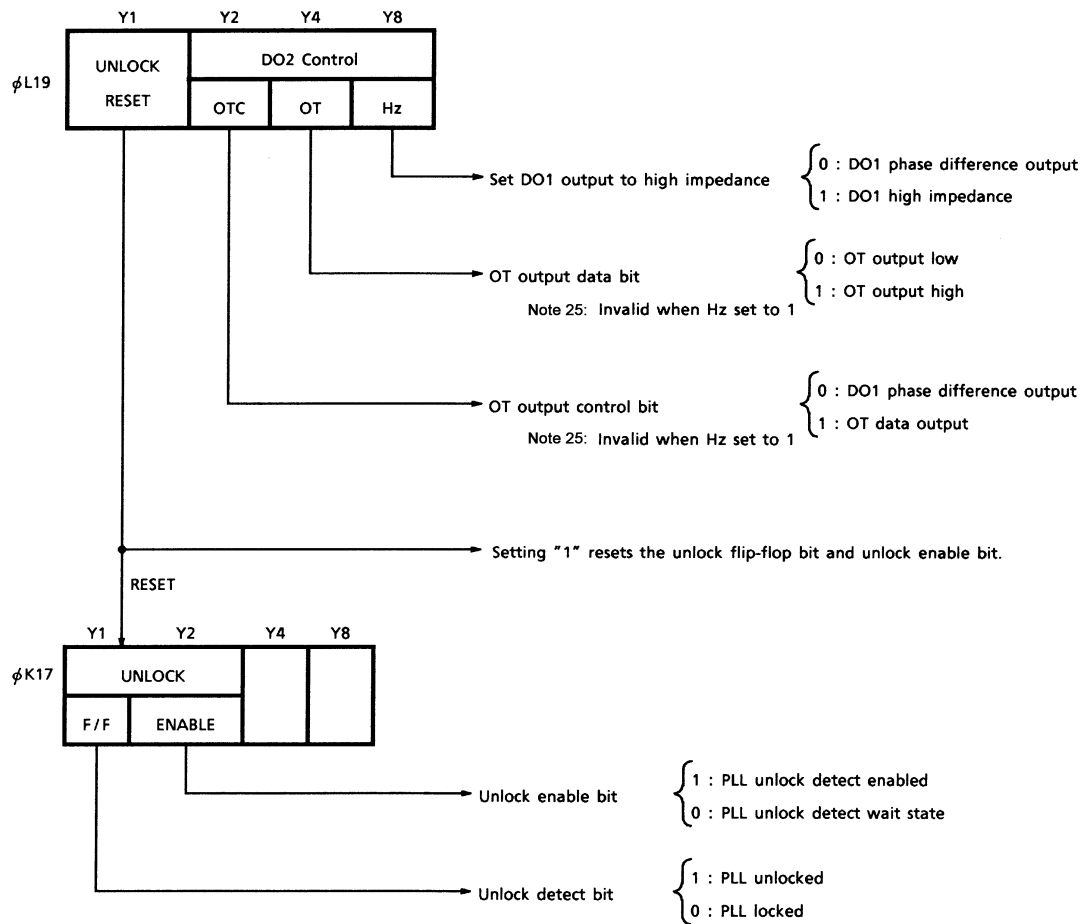 Y1 Y2 Y4 Y8
φL19
UNLOCK
RESET
DO2 Control
OTC OT Hz
Set DO1 output to high impedance
0 : DO1 phase difference output
1 : DO1 high impedance
OT output data bit
Note 25: Invalid when Hz set to 1
0 : OT output low
1 : OT output high
OT output control bit
Note 25: Invalid when Hz set to 1
0 : DO1 phase difference output
1 : OT data output
Setting "1" resets the unlock flip-flop bit and unlock enable bit.
RESET
Y1 Y2 Y4 Y8
φK17
UNLOCK
F/F ENABLE
Unlock enable bit
1 : PLL unlock detect enabled
0 : PLL unlock detect wait state
Unlock detect bit
1 : PLL unlocked
0 : PLL locked